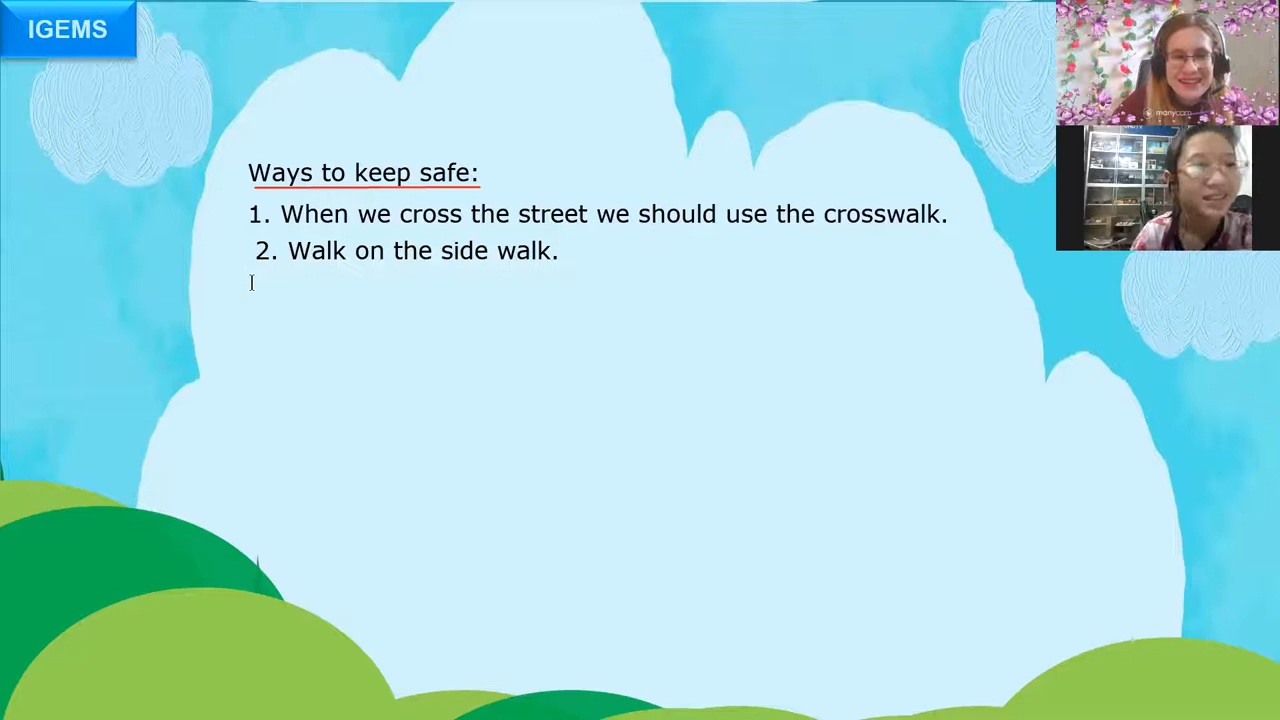 IGEMS
Ways to keep safe:
1. When we cross the street we should use the crosswalk.
2. Walk on the side walk.
manycam